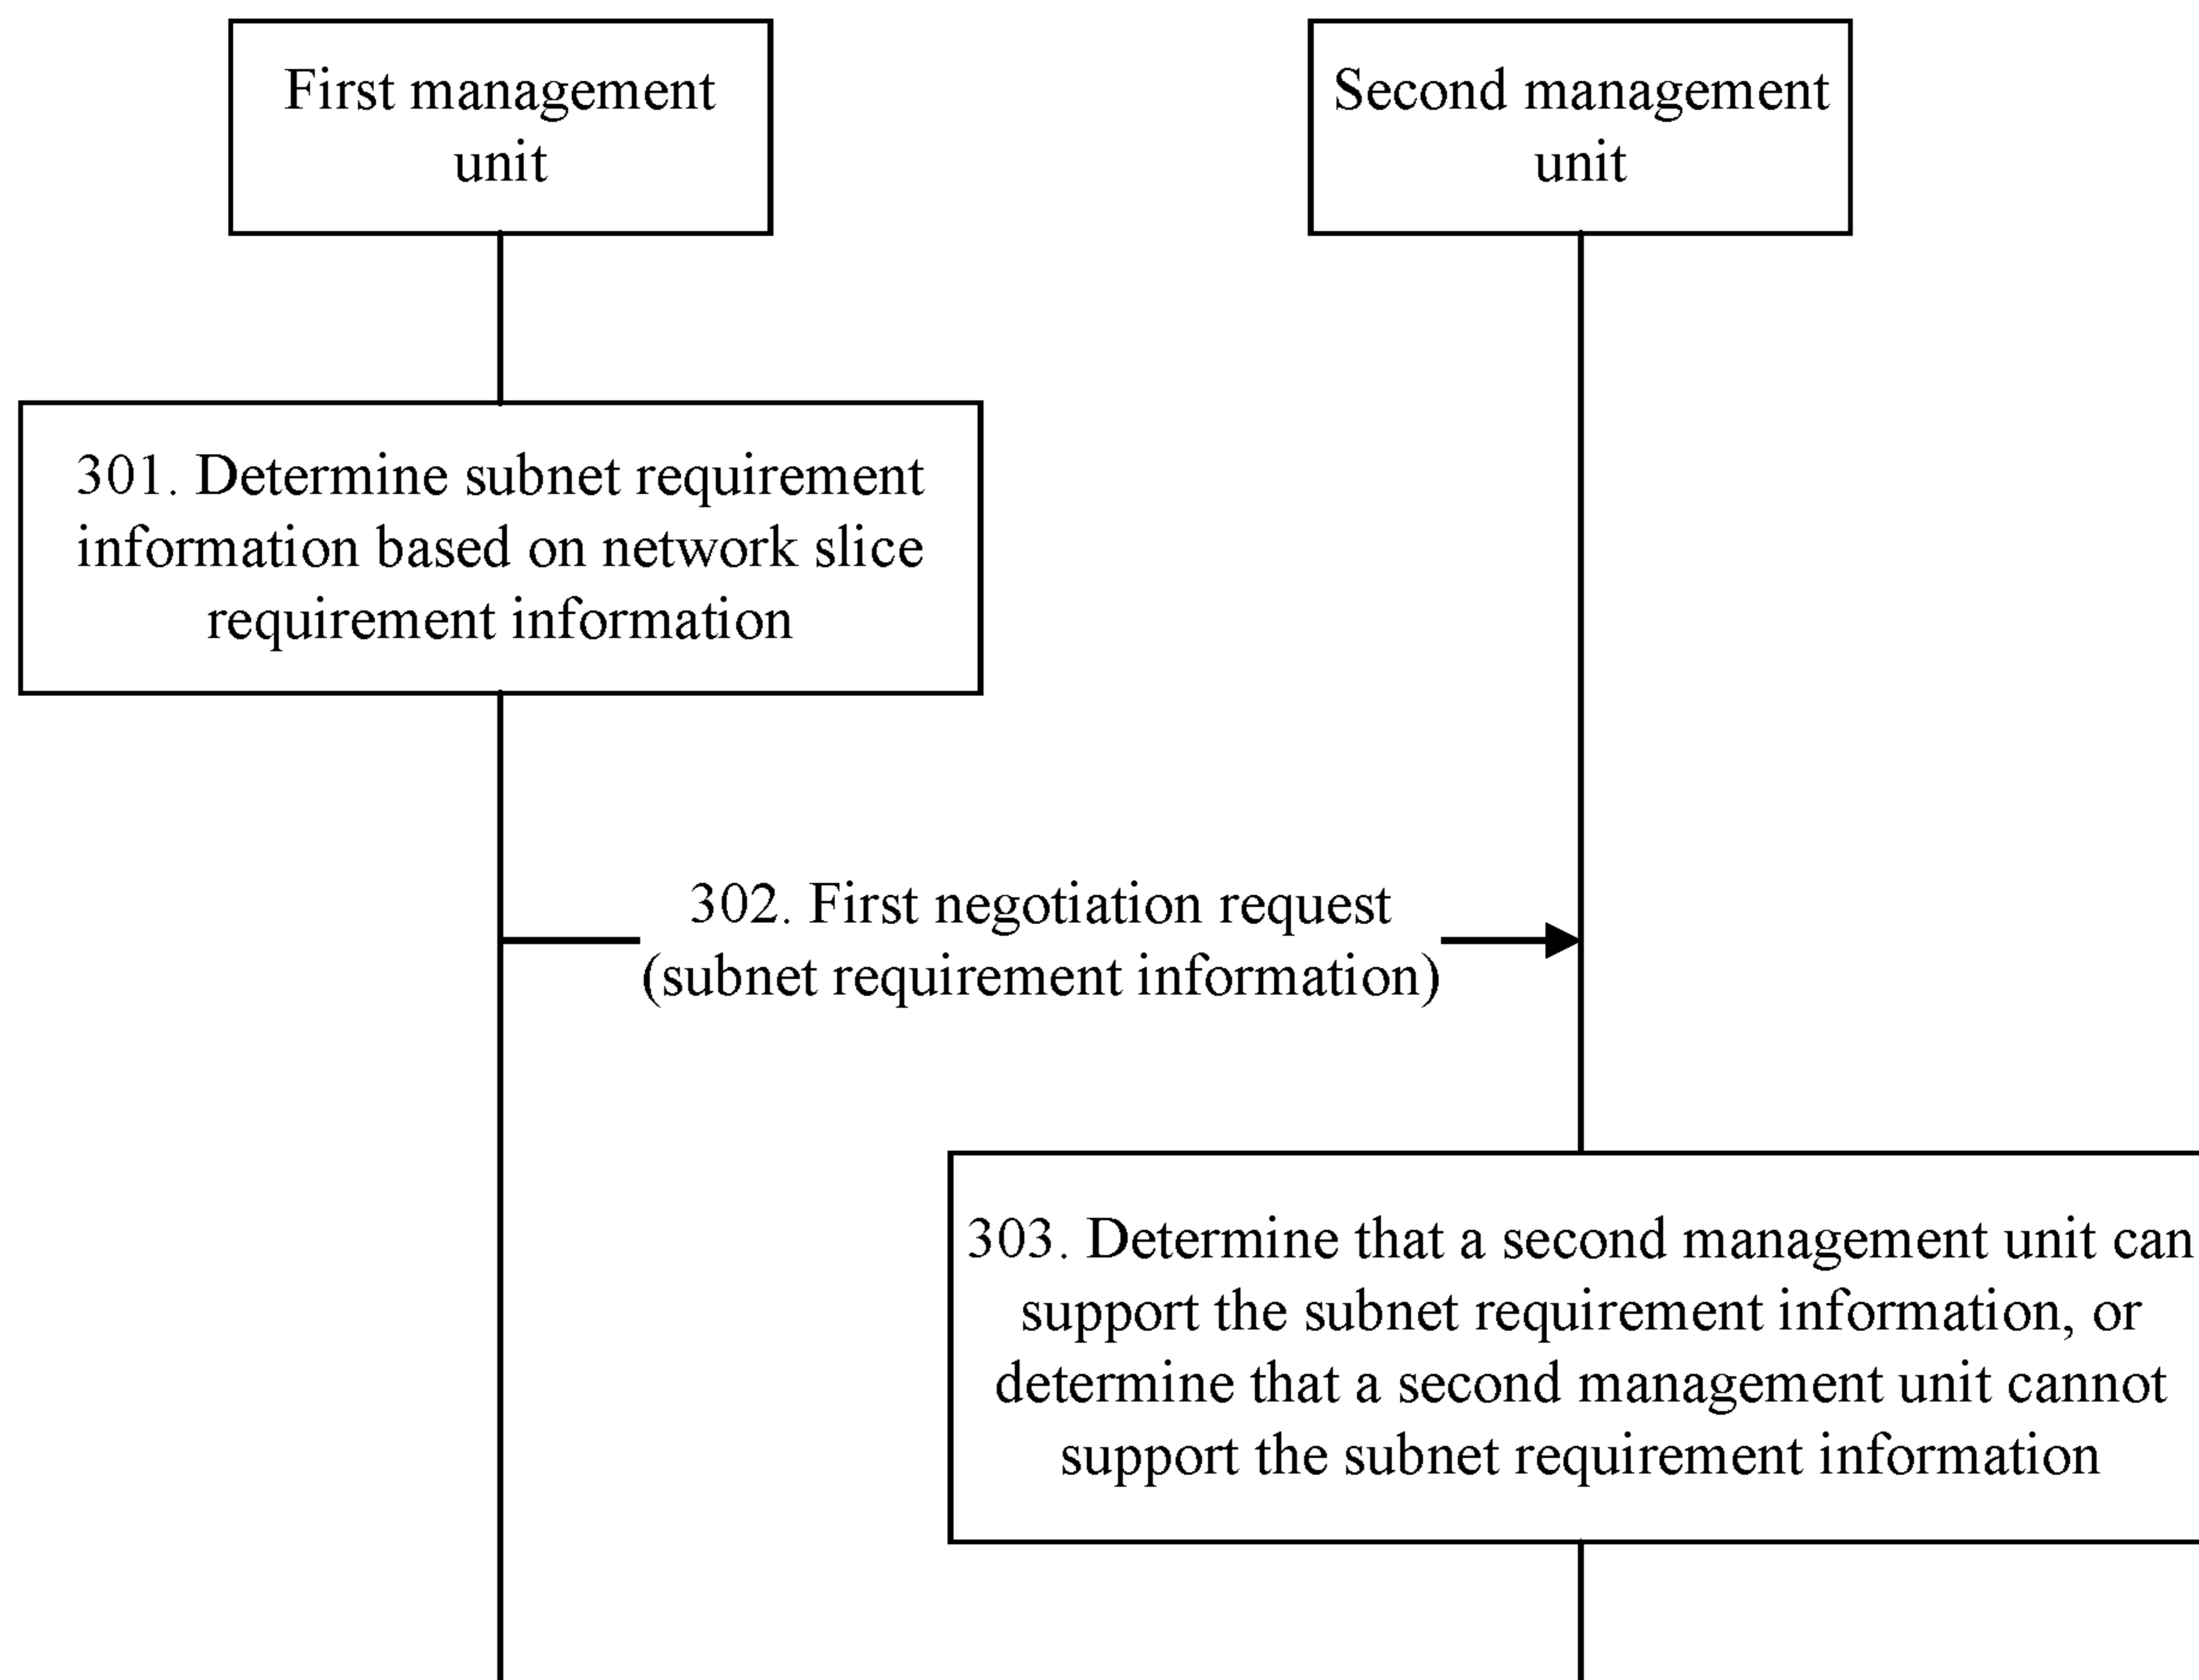 First management
unit
Second management
unit
301. Determine subnet requirement
information based on network slice
requirement information
302. First negotiation request
(subnet requirement information)
303. Determine that a second management unit can
support the subnet requirement information, or
determine that a second management unit cannot
support the subnet requirement information